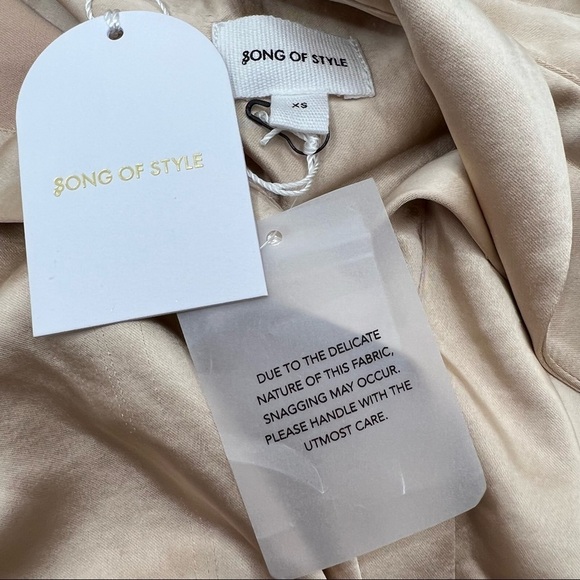 SONG OF STYLE
XS
SONG OF STYLE
DUE TO THE DELICATE
NATURE OF THIS FABRIC,
SNAGGING MAY OCCUR.
PLEASE HANDLE WITH THE
UTMOST CARE.